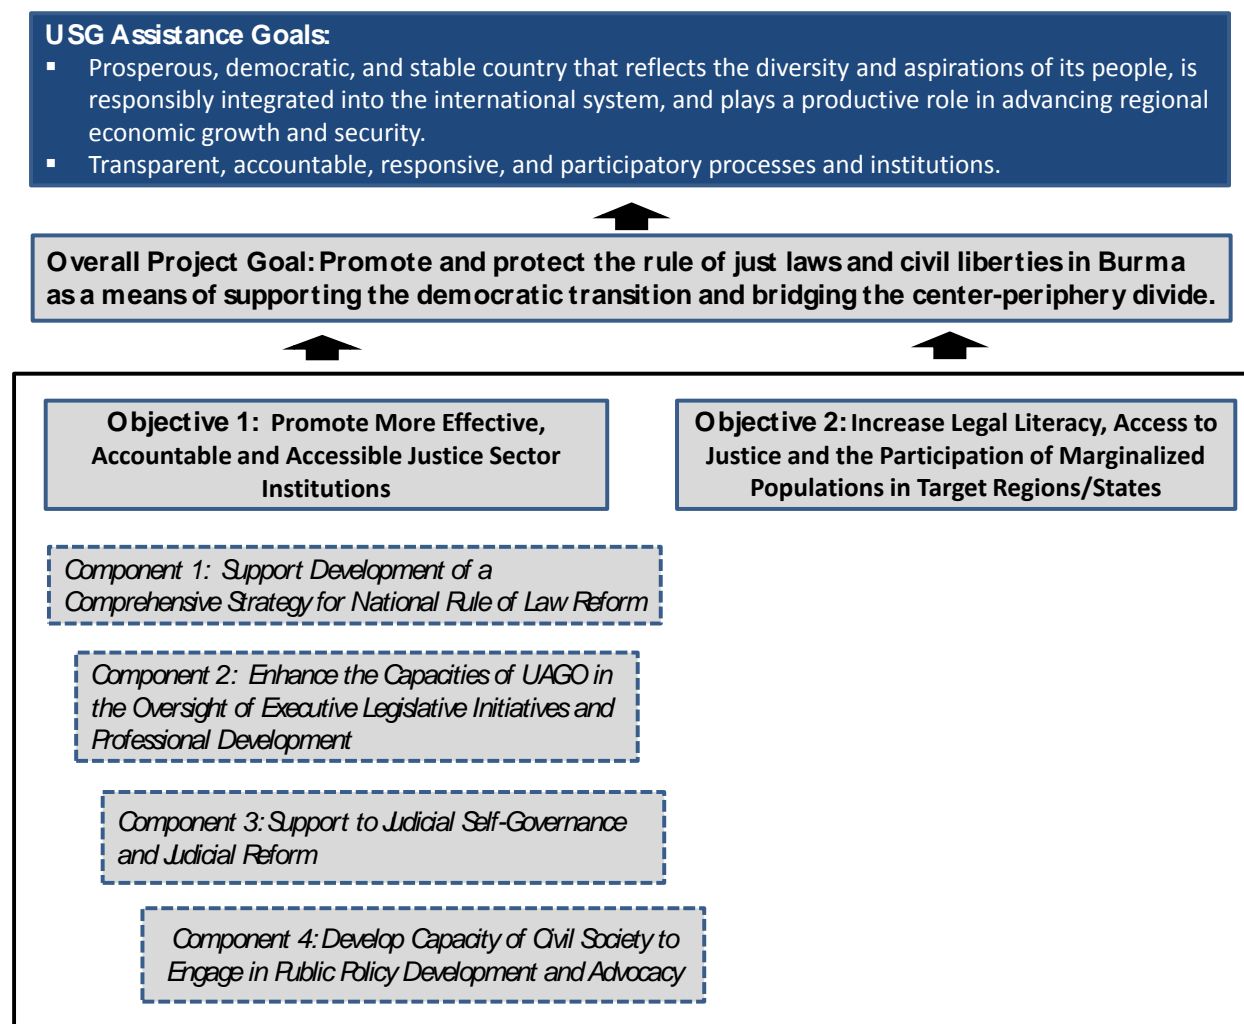 USG Assistance Goals:
▪ Prosperous, democratic, and stable country that reflects the diversity and aspirations of its people, is
responsibly integrated into the international system, and plays a productive role in advancing regional
economic growth and security.
▪ Transparent, accountable, responsive, and participatory processes and institutions.
Overall Project Goal: Promote and protect the rule of just laws and civil liberties in Burma
as a means of supporting the democratic transition and bridging the center-periphery divide.
Objective 1: Promote More Effective,
Accountable and Accessible Justice Sector
Institutions
Objective 2: Increase Legal Literacy, Access to
Justice and the Participation of Marginalized
Populations in Target Regions/States
Component 1: Support Development of a
Comprehensive Strategy for National Rule of Law Reform
Component 2: Enhance the Capacities of UAGO in
the Oversight of Executive Legislative Initiatives and
Professional Development
Component 3: Support to Judicial Self-Governance
and Judicial Reform
Component 4: Develop Capacity of Civil Society to
Engage in Public Policy Development and Advocacy